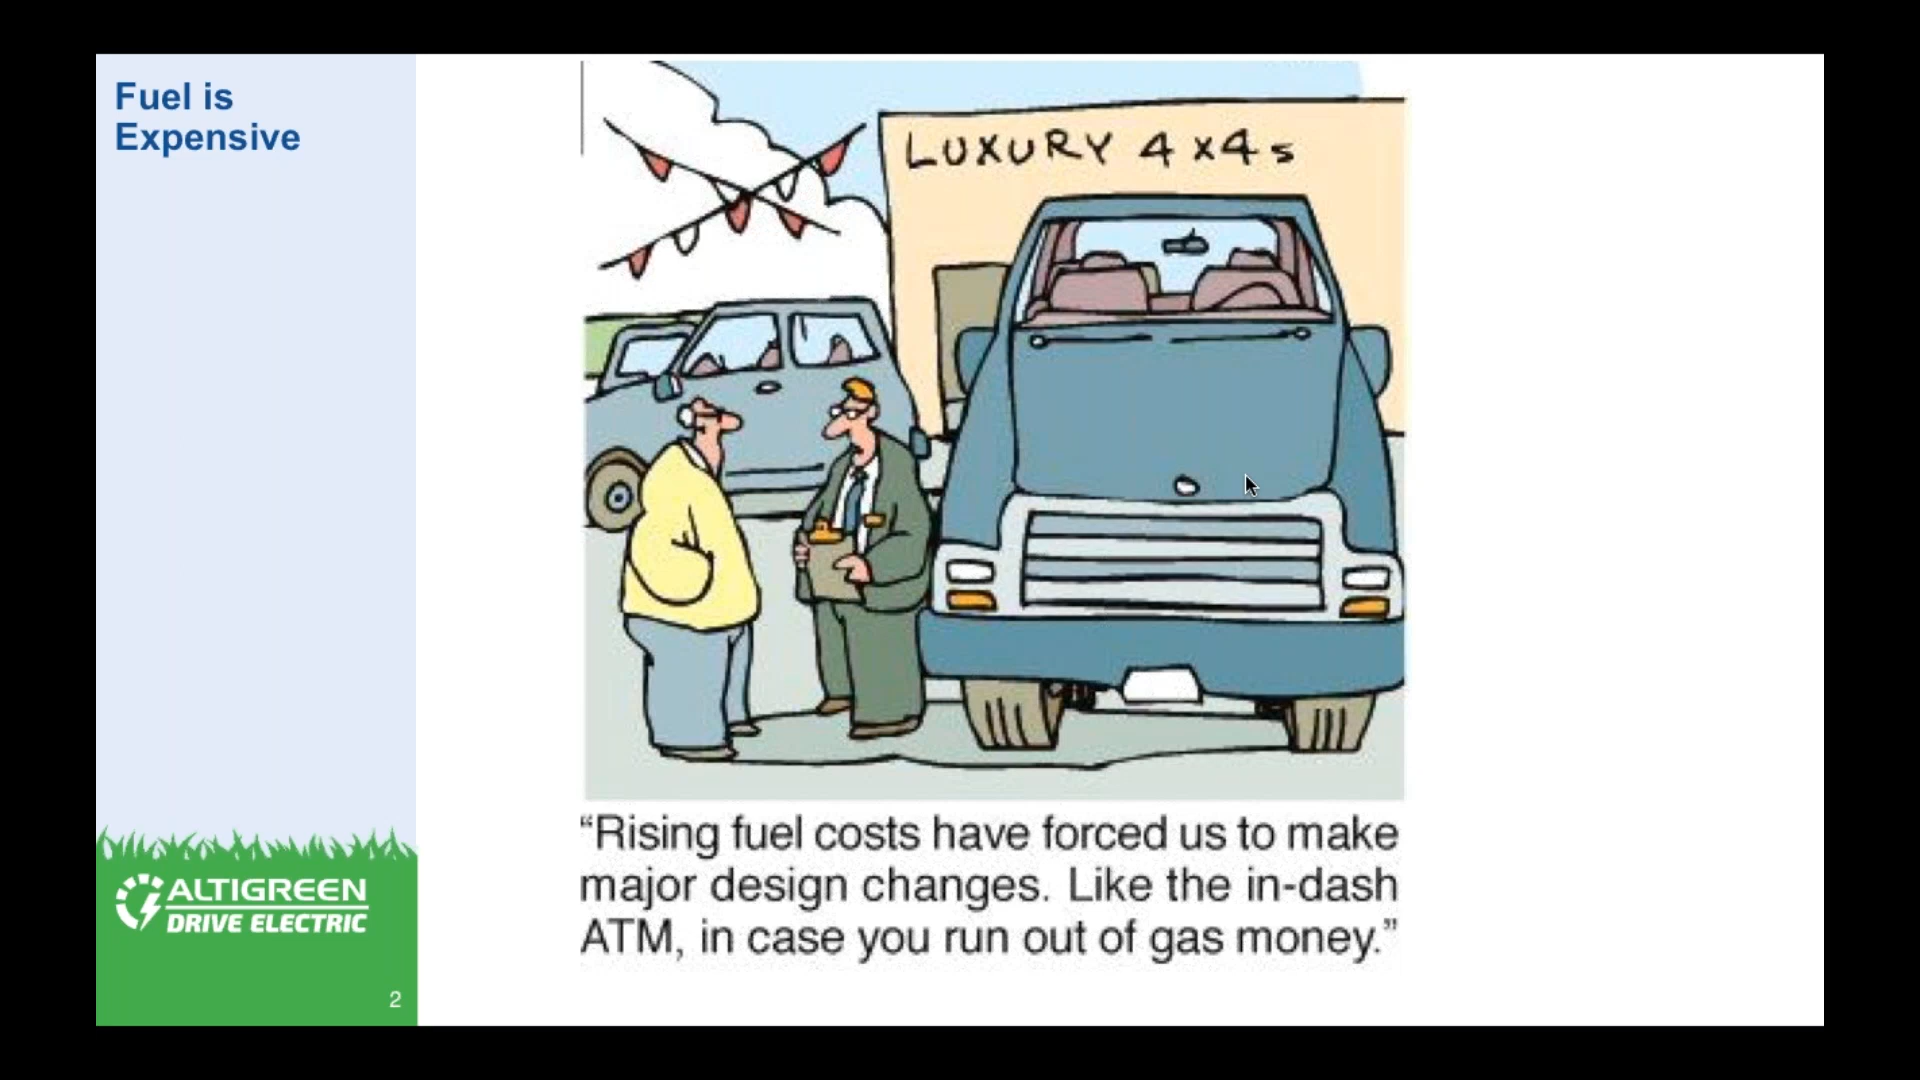 Fuel is
Expensive
LUXURY 4x4s
“Rising fuel costs have forced us to make
major design changes. Like the in-dash
ATM, in case you run out of gas money.”
ALTIGREEN
DRIVE ELECTRIC
2